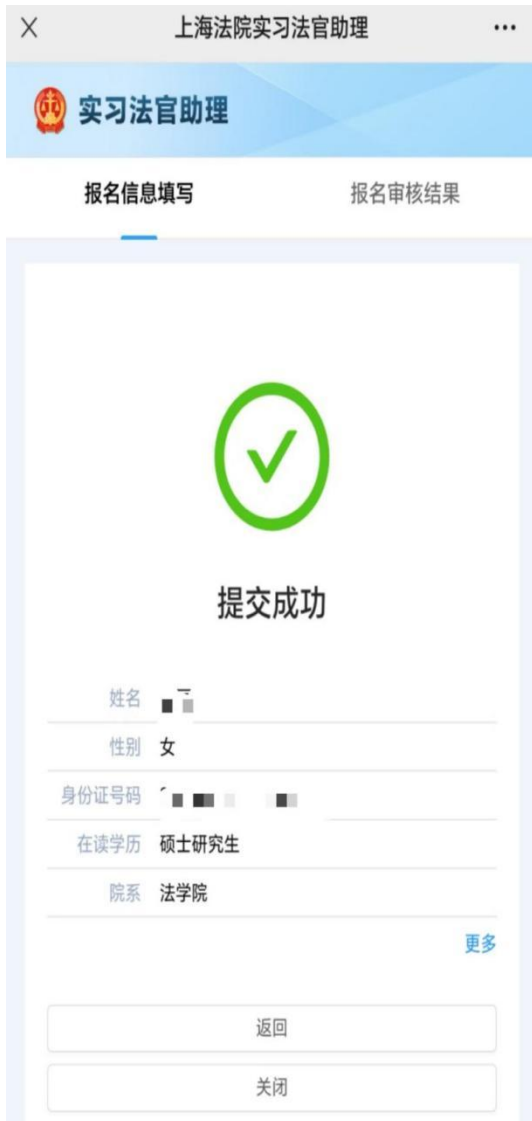 上海法院实习法官助理
实习法官助理
报名信息填写 报名审核结果
提交成功
姓名
性别 女
身份证号码
在读学历 硕士研究生
院系 法学院
更多
返回
关闭